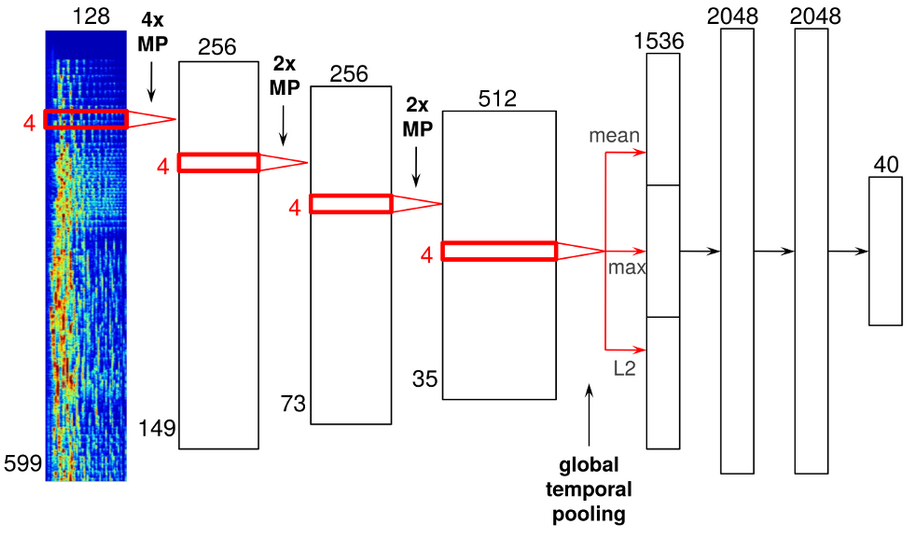 128
4x
MP
256
2x
MP
256
2x
MP
512
1536
2048
2048
40
4
4
4
4
mean
max
L2
599
149
73
35
global
temporal
pooling